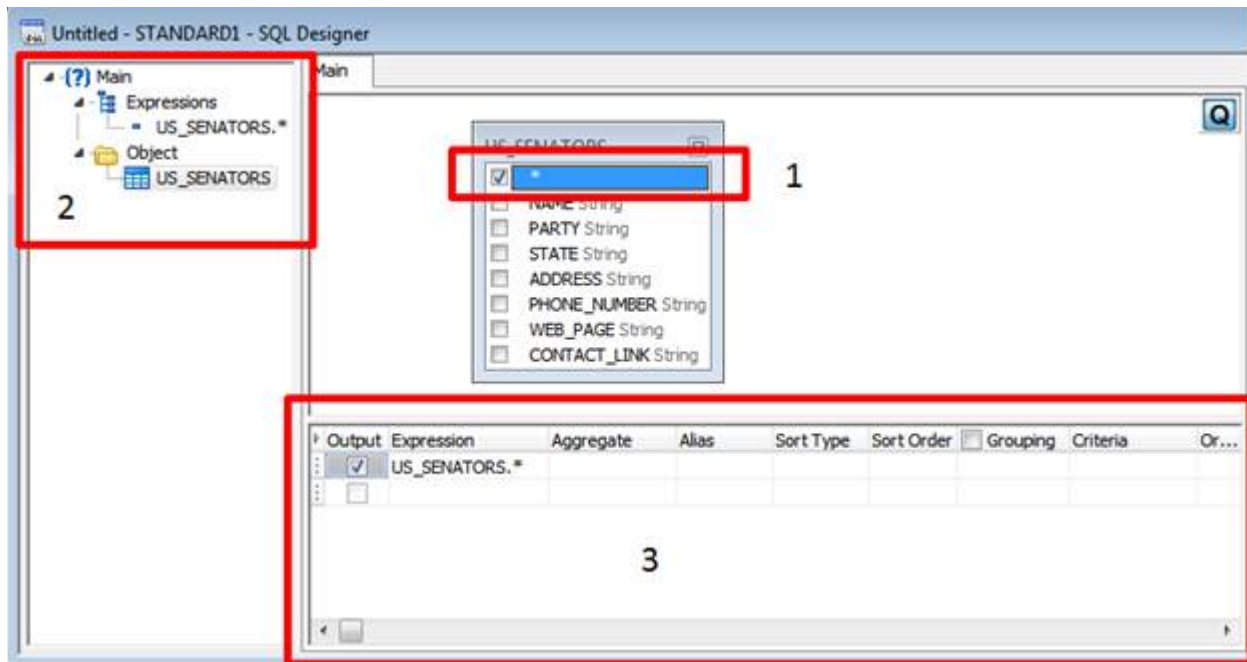 Untitled - STANDARD1 - SQL Designer
(?) Main
Expressions
US_SENATORS.*
Object
US_SENATORS
2
Main
Q
US_SENATORS
*
1
NAME String
PARTY String
STATE String
ADDRESS String
PHONE_NUMBER String
WEB_PAGE String
CONTACT_LINK String
Output Expression Aggregate Alias Sort Type Sort Order Grouping Criteria Or...
US_SENATORS.*
3